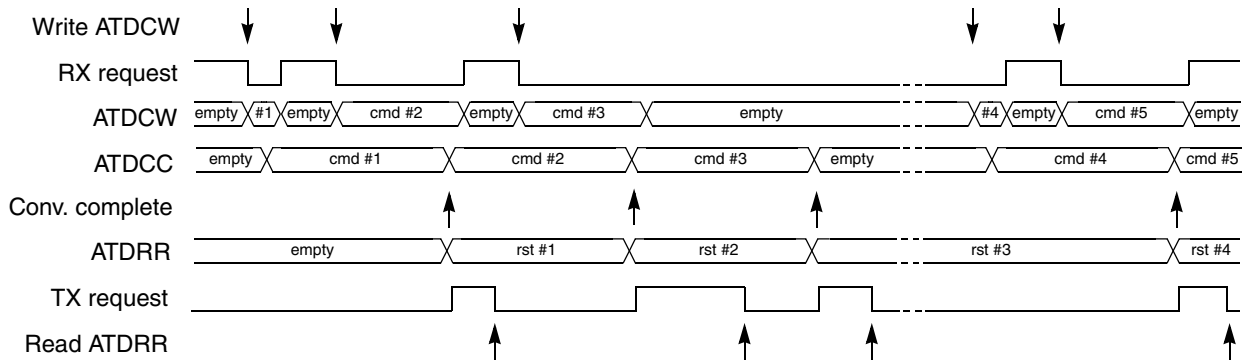 Write ATDCW
RX request
ATDCW empty #1 empty cmd #2 empty cmd #3 empty #4 empty cmd #5 empty
ATDCC empty cmd #1 cmd #2 cmd #3 empty cmd #4 cmd #5
Conv. complete
ATDRR empty rst #1 rst #2 rst #3 rst #4
TX request
Read ATDRR